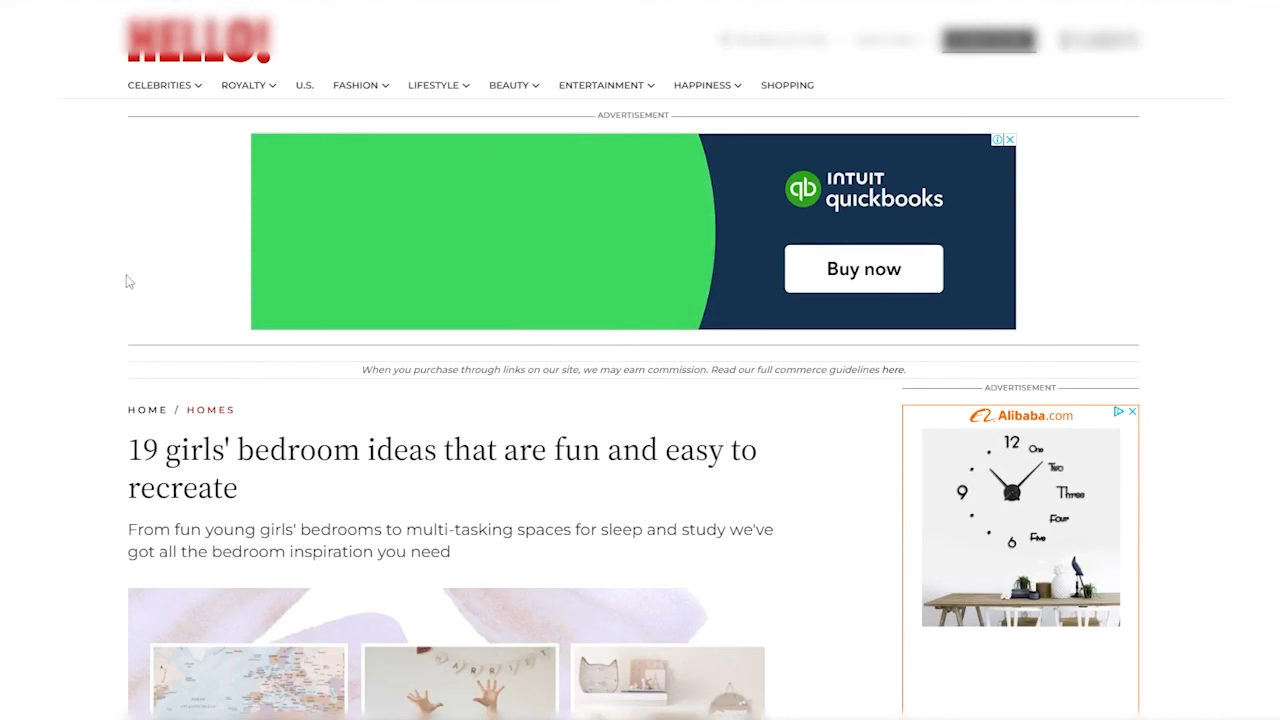 HELLO!
CELEBRITIES ROYALTY U.S. FASHION LIFESTYLE BEAUTY ENTERTAINMENT HAPPINESS SHOPPING
ADVERTISEMENT
qb INTUIT
quickbooks
Buy now
When you purchase through links on our site, we may earn commission. Read our full commerce guidelines here.
ADVERTISEMENT
HOME / HOMES
19 girls' bedroom ideas that are fun and easy to
recreate
From fun young girls' bedrooms to multi-tasking spaces for sleep and study we've
got all the bedroom inspiration you need
Alibaba.com
12
One
Two
Three
Four
Five
6
9